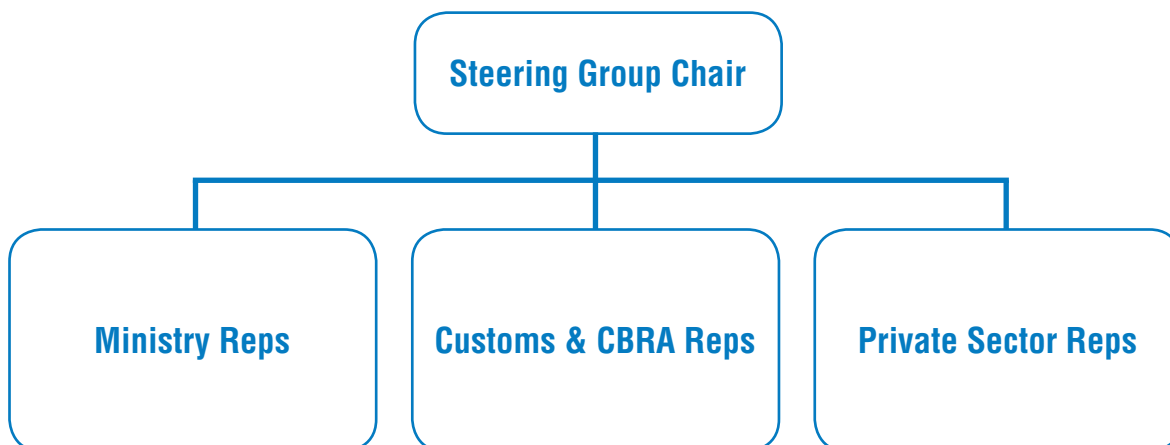 Steering Group Chair
Ministry Reps
Customs & CBRA Reps
Private Sector Reps